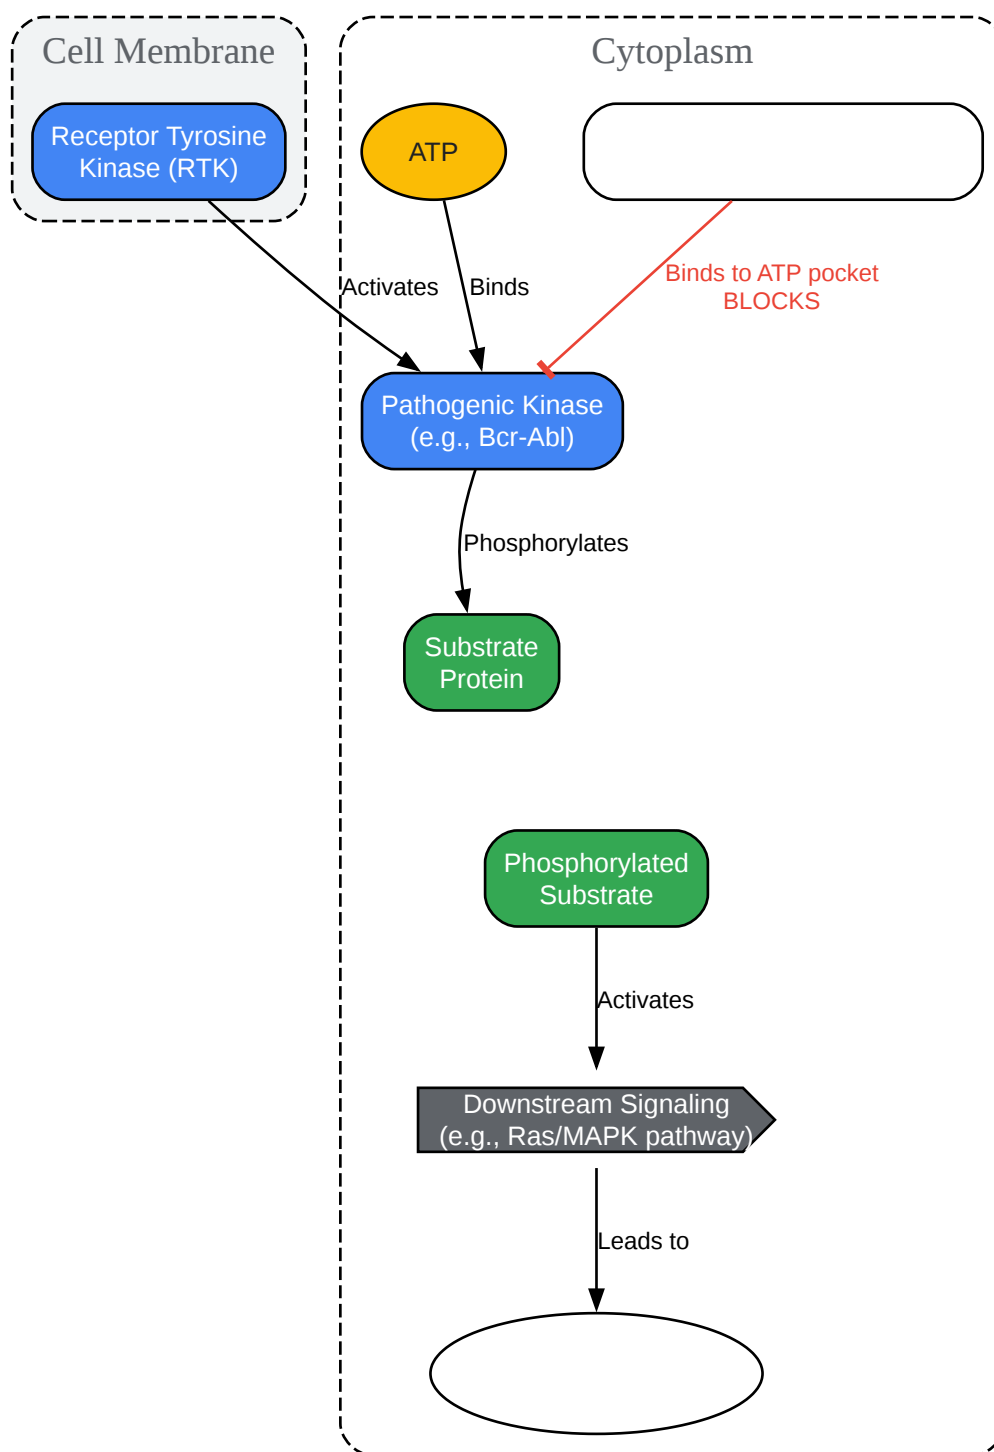 Cell Membrane
Cytoplasm
Receptor Tyrosine
Kinase (RTK)
ATP
Activates
Binds
Binds to ATP pocket
BLOCKS
Pathogenic Kinase
(e.g., Bcr-Abl)
Phosphorylates
Substrate
Protein
Phosphorylated
Substrate
Activates
Downstream Signaling
(e.g., Ras/MAPK pathway)
Leads to